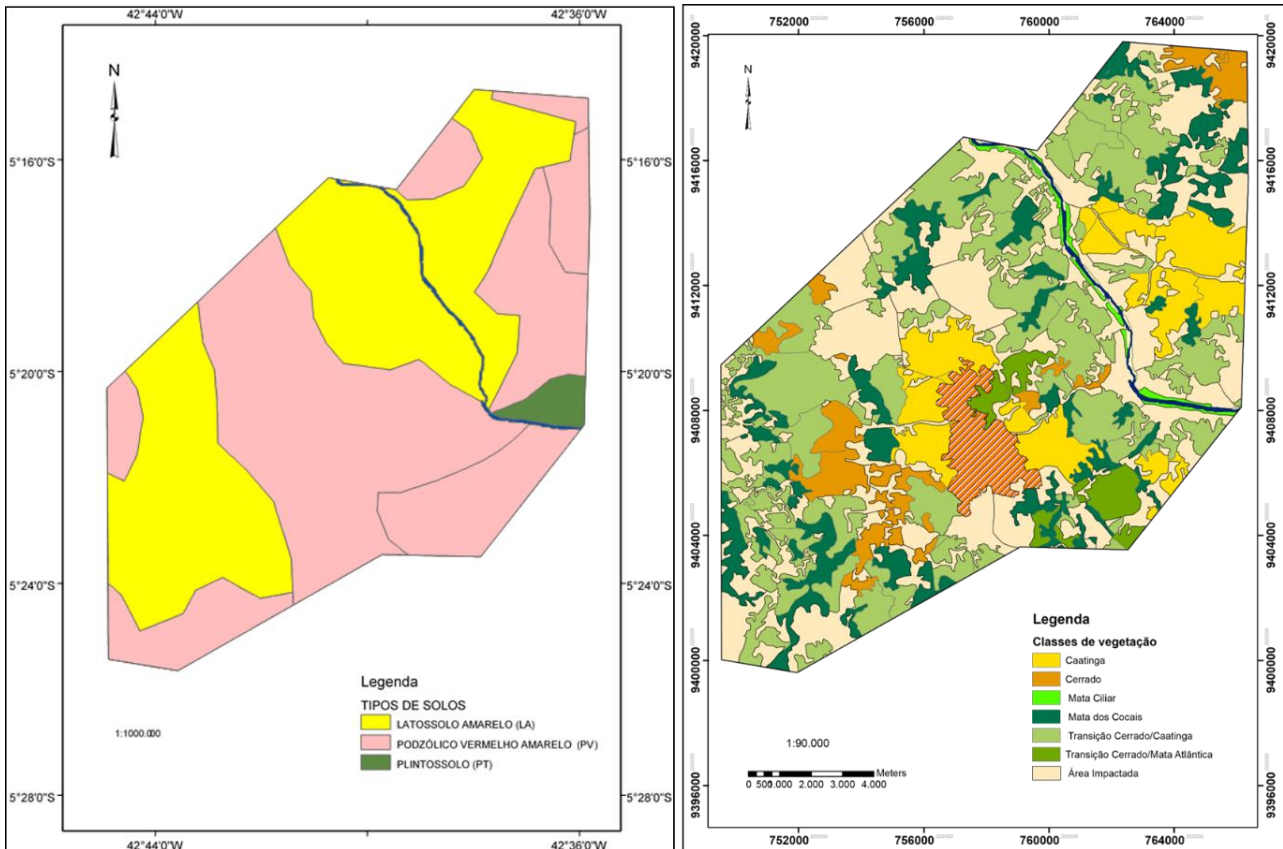 42°44'0"W 42°36'0"W
N
5°16'0"S 5°16'0"S
5°20'0"S 5°20'0"S
5°24'0"S 5°24'0"S
5°28'0"S 5°28'0"S
Legenda
TIPOS DE SOLOS
LATOSSOLO AMARELO (LA)
PODZÓLICO VERMELHO AMARELO (PV)
PLINTOSSOLO (PT)
1:1000.000
42°44'0"W 42°36'0"W
752000 756000 760000 764000
N
9420000 9420000
9416000 9416000
9412000 9412000
9408000 9408000
9404000 9404000
9400000 9400000
9396000 9396000
Legenda
Classes de vegetação
Caatinga
Cerrado
Mata Ciliar
Mata dos Cocais
Transição Cerrado/Caatinga
Transição Cerrado/Mata Atlântica
Área Impactada
1:90.000
Meters
0 500 1.000 2.000 3.000 4.000
752000 756000 760000 764000